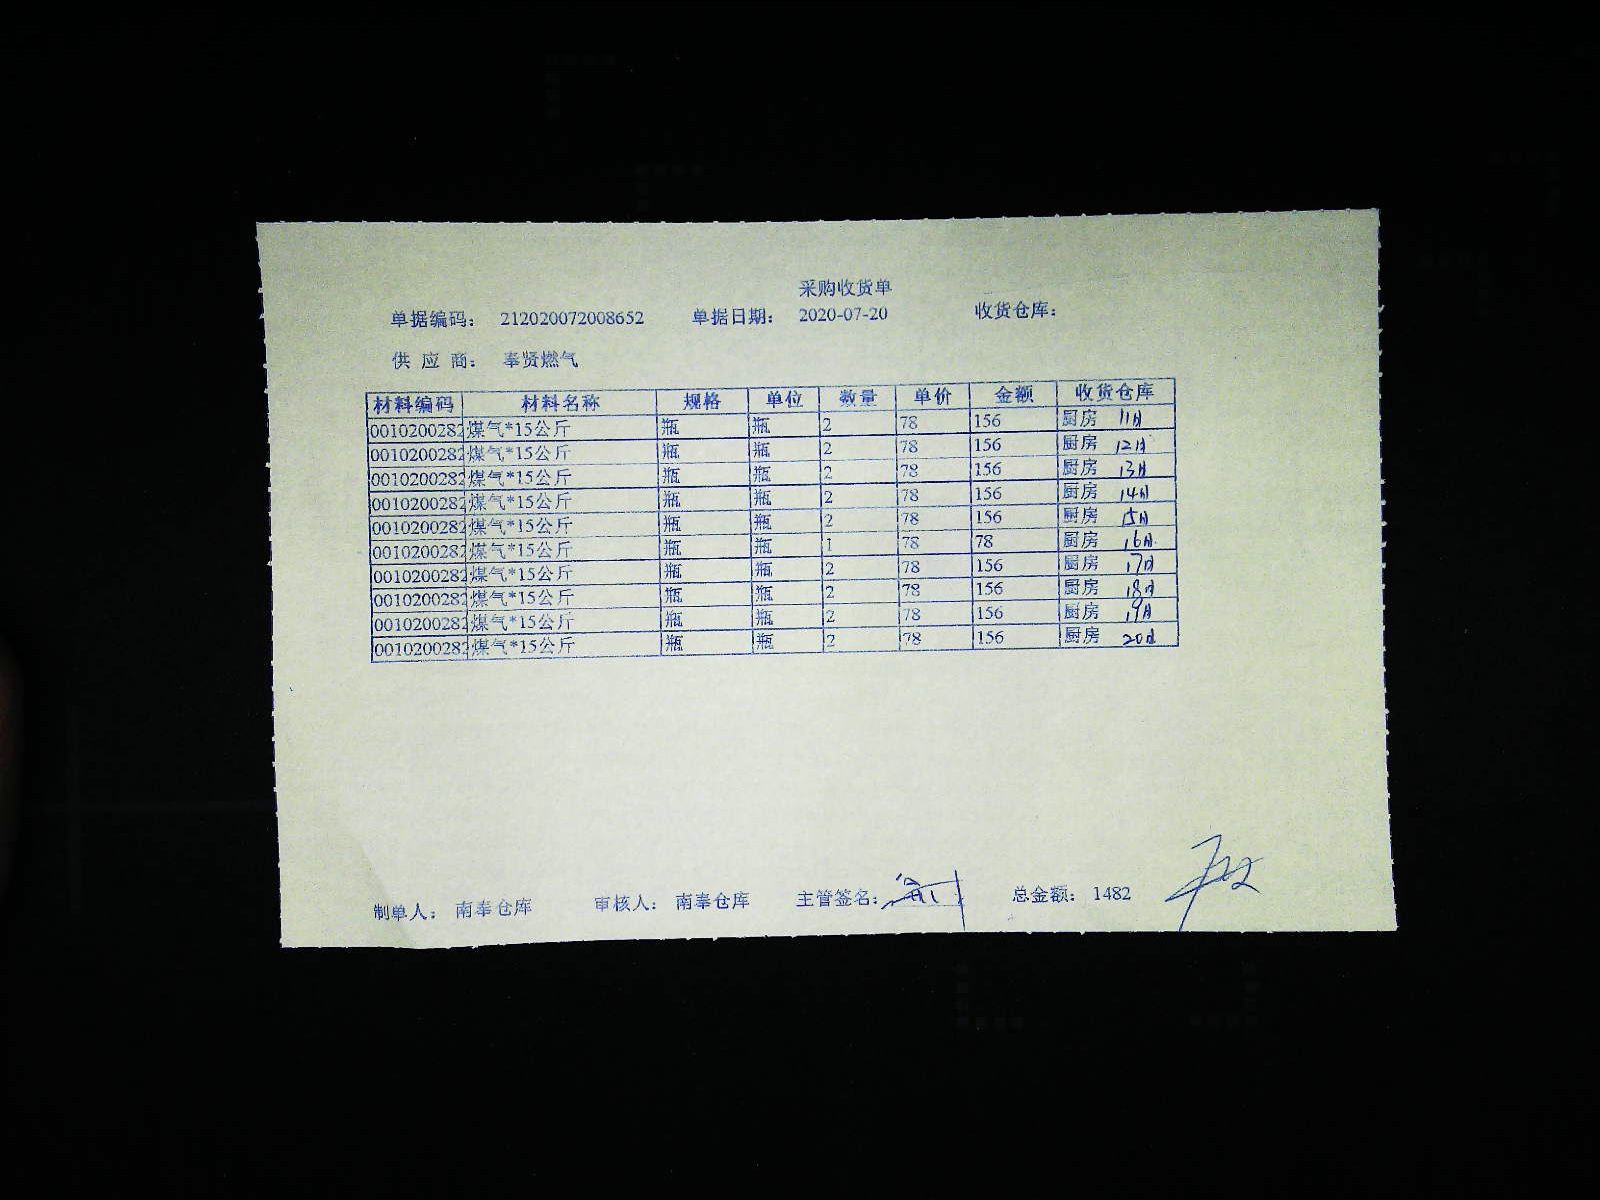 采购收货单
单据编码： 212020072008652 单据日期： 2020-07-20 收货仓库：
供 应 商： 奉贤燃气
材料编码 材料名称 规格 单位 数量 单价 金额 收货仓库
0010200282 煤气*15公斤 瓶 瓶 2 78 156 厨房 11日
0010200282 煤气*15公斤 瓶 瓶 2 78 156 厨房 12日
0010200282 煤气*15公斤 瓶 瓶 2 78 156 厨房 13日
0010200282 煤气*15公斤 瓶 瓶 2 78 156 厨房 14日
0010200282 煤气*15公斤 瓶 瓶 2 78 156 厨房 15日
0010200282 煤气*15公斤 瓶 瓶 1 78 78 厨房 16日
0010200282 煤气*15公斤 瓶 瓶 2 78 156 厨房 17日
0010200282 煤气*15公斤 瓶 瓶 2 78 156 厨房 18日
0010200282 煤气*15公斤 瓶 瓶 2 78 156 厨房 19日
0010200282 煤气*15公斤 瓶 瓶 2 78 156 厨房 20日
制单人： 南奉仓库 审核人： 南奉仓库 主管签名： 总金额： 1482